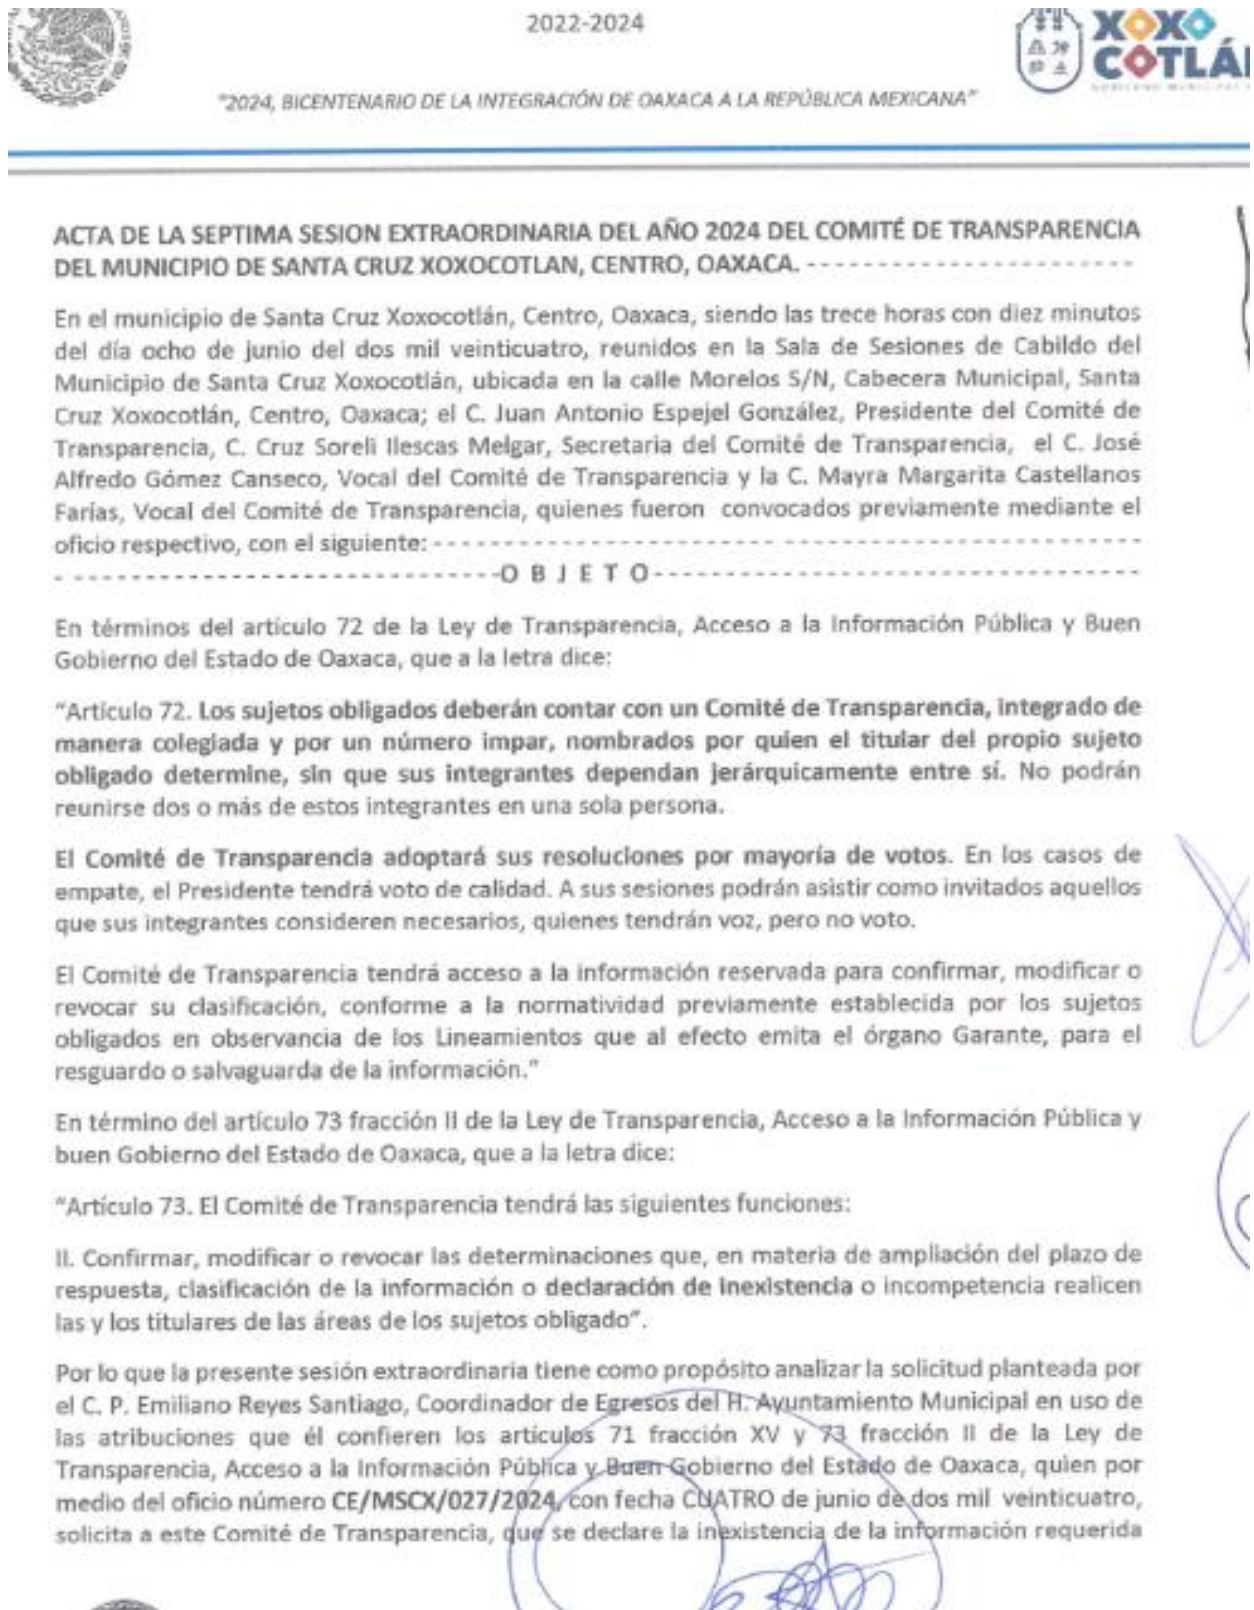 2022-2024
XOXO
COTLÁN
"2024, BICENTENARIO DE LA INTEGRACIÓN DE OAXACA A LA REPÚBLICA MEXICANA"
ACTA DE LA SEPTIMA SESION EXTRAORDINARIA DEL AÑO 2024 DEL COMITÉ DE TRANSPARENCIA
DEL MUNICIPIO DE SANTA CRUZ XOXOCOTLAN, CENTRO, OAXACA. - - - - - - - - - - - - - - - - - - - - - - - -
En el municipio de Santa Cruz Xoxocotlán, Centro, Oaxaca, siendo las trece horas con diez minutos
del día ocho de junio del dos mil veinticuatro, reunidos en la Sala de Sesiones de Cabildo del
Municipio de Santa Cruz Xoxocotlán, ubicada en la calle Morelos S/N, Cabecera Municipal, Santa
Cruz Xoxocotlán, Centro, Oaxaca; el C. Juan Antonio Espejel González, Presidente del Comité de
Transparencia, C. Cruz Soreli Ilescas Melgar, Secretaria del Comité de Transparencia, el C. José
Alfredo Gómez Canseco, Vocal del Comité de Transparencia y la C. Mayra Margarita Castellanos
Farías, Vocal del Comité de Transparencia, quienes fueron convocados previamente mediante el
oficio respectivo, con el siguiente: - - - - - - - - - - - - - - - - - - - - - - - - - - - - - - - - - - - - - - - - - - - - - - -
- - - - - - - - - - - - - - - - - - - - - - - - - - - - - -O B J E T O- - - - - - - - - - - - - - - - - - - - - - - - - - - - - - - - -
En términos del artículo 72 de la Ley de Transparencia, Acceso a la Información Pública y Buen
Gobierno del Estado de Oaxaca, que a la letra dice:
"Artículo 72. Los sujetos obligados deberán contar con un Comité de Transparencia, integrado de
manera colegiada y por un número impar, nombrados por quien el titular del propio sujeto
obligado determine, sin que sus integrantes dependan jerárquicamente entre sí. No podrán
reunirse dos o más de estos integrantes en una sola persona.
El Comité de Transparencia adoptará sus resoluciones por mayoría de votos. En los casos de
empate, el Presidente tendrá voto de calidad. A sus sesiones podrán asistir como invitados aquellos
que sus integrantes consideren necesarios, quienes tendrán voz, pero no voto.
El Comité de Transparencia tendrá acceso a la información reservada para confirmar, modificar o
revocar su clasificación, conforme a la normatividad previamente establecida por los sujetos
obligados en observancia de los Lineamientos que al efecto emita el órgano Garante, para el
resguardo o salvaguarda de la información."
En término del artículo 73 fracción II de la Ley de Transparencia, Acceso a la Información Pública y
buen Gobierno del Estado de Oaxaca, que a la letra dice:
"Artículo 73. El Comité de Transparencia tendrá las siguientes funciones:
II. Confirmar, modificar o revocar las determinaciones que, en materia de ampliación del plazo de
respuesta, clasificación de la información o declaración de inexistencia o incompetencia realicen
las y los titulares de las áreas de los sujetos obligado".
Por lo que la presente sesión extraordinaria tiene como propósito analizar la solicitud planteada por
el C. P. Emiliano Reyes Santiago, Coordinador de Egresos del H. Ayuntamiento Municipal en uso de
las atribuciones que él confieren los artículos 71 fracción XV y 73 fracción II de la Ley de
Transparencia, Acceso a la Información Pública y Buen Gobierno del Estado de Oaxaca, quien por
medio del oficio número CE/MSCX/027/2024, con fecha CUATRO de junio de dos mil veinticuatro,
solicita a este Comité de Transparencia, que se declare la inexistencia de la información requerida